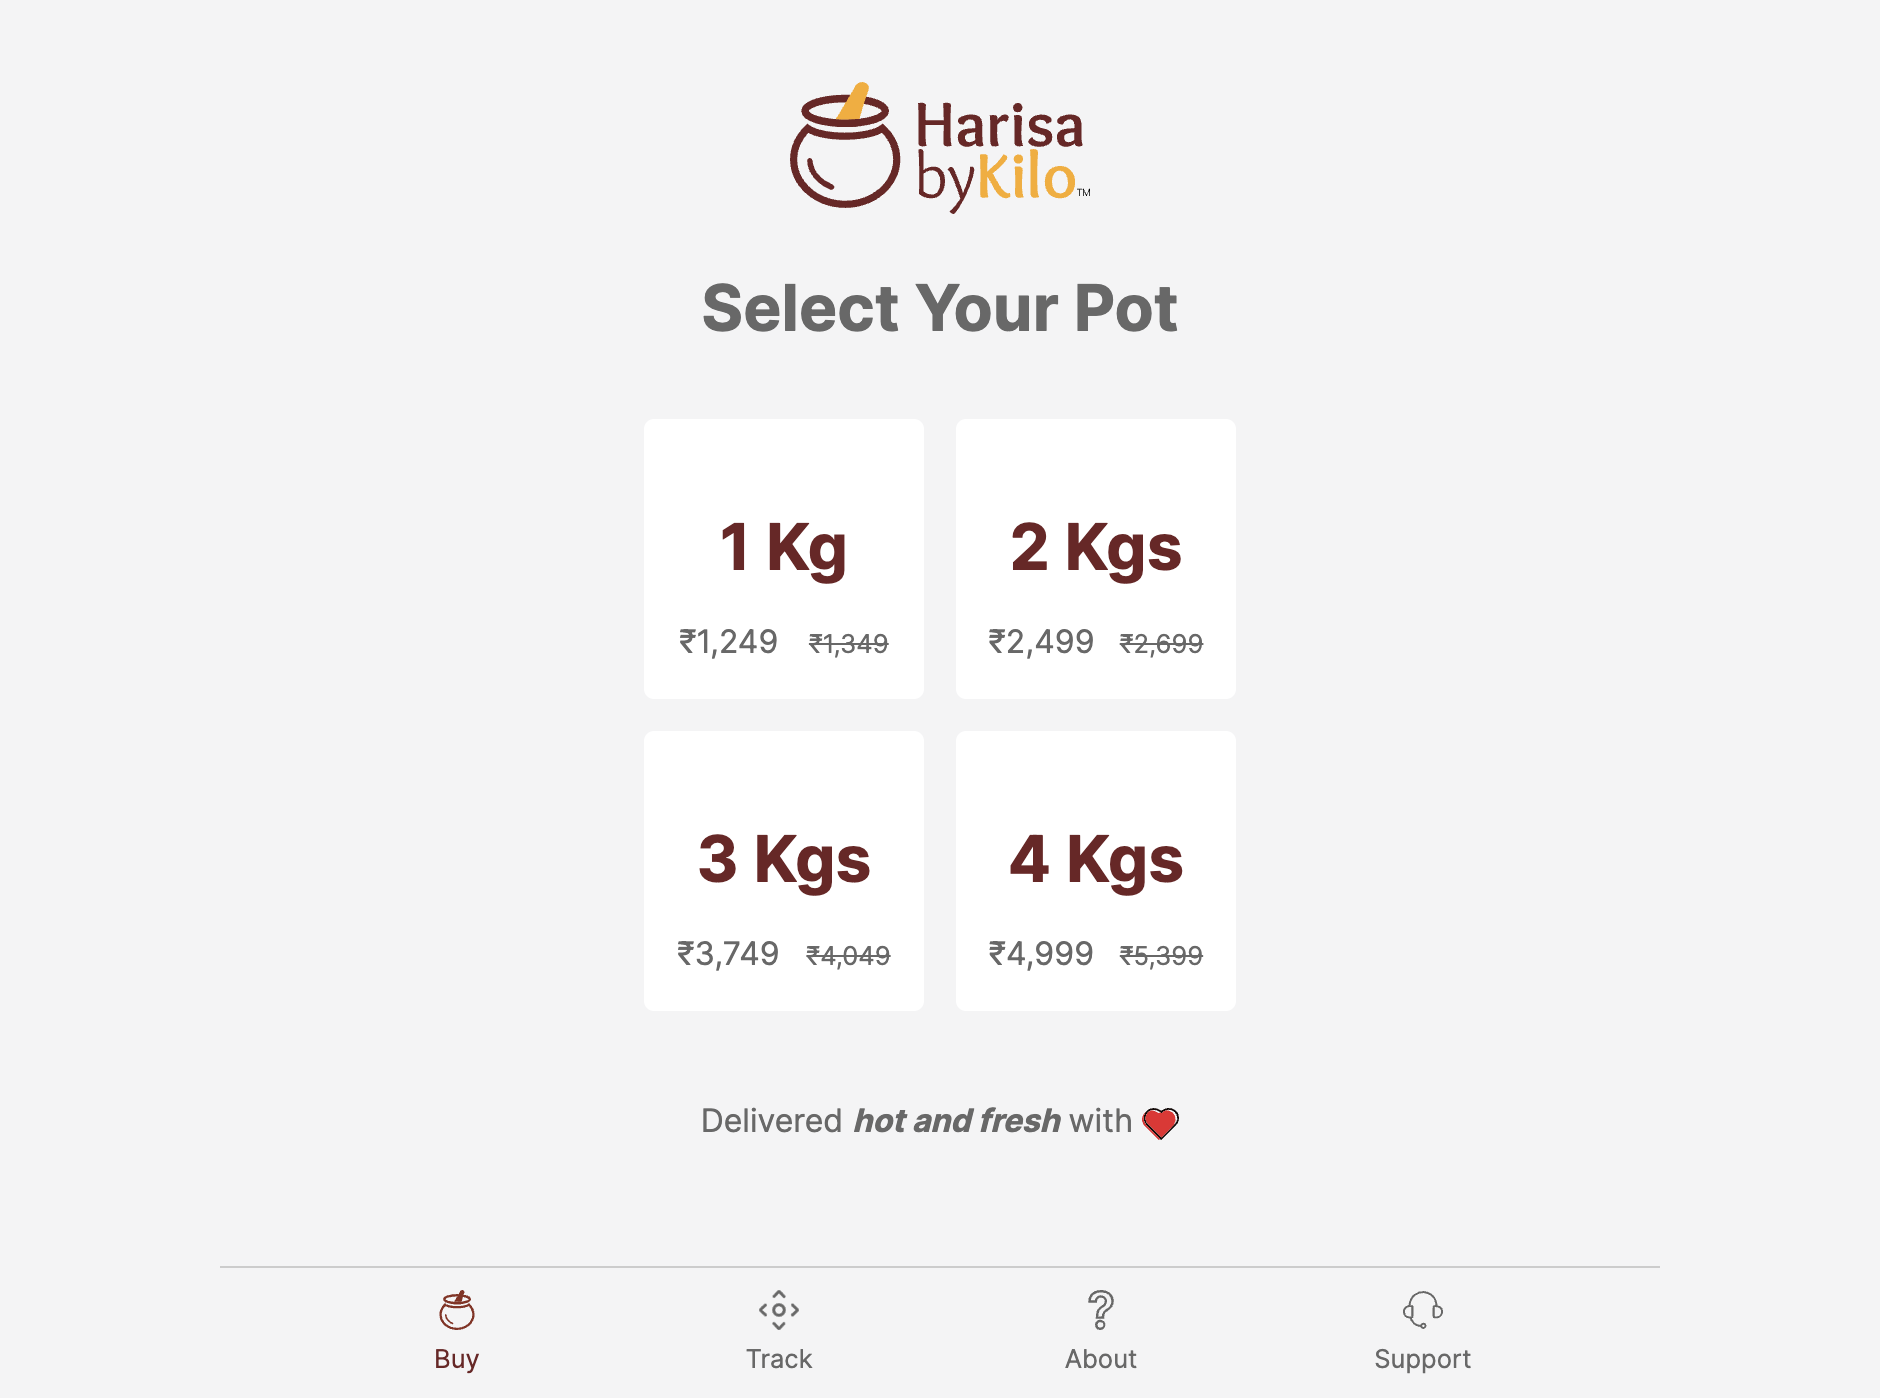 Harisa
byKilo™
Select Your Pot
1 Kg
₹1,249 ₹1,349
2 Kgs
₹2,499 ₹2,699
3 Kgs
₹3,749 ₹4,049
4 Kgs
₹4,999 ₹5,399
Delivered hot and fresh with
Buy
Track
About
Support